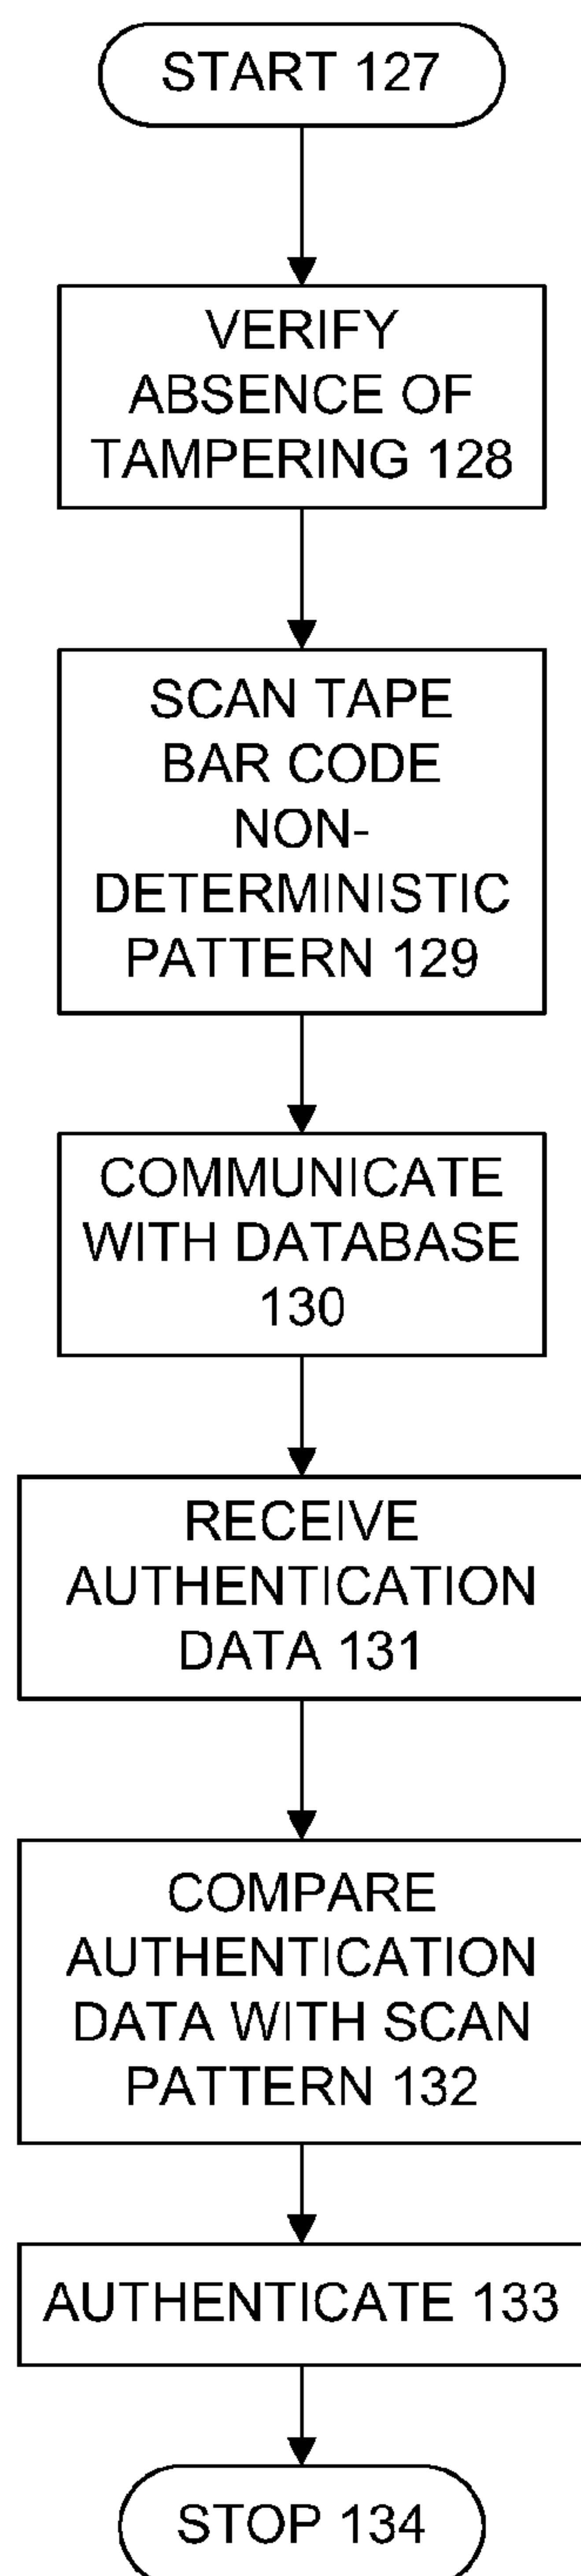 START 127
VERIFY
ABSENCE OF
TAMPERING 128
SCAN TAPE
BAR CODE
NON-
DETERMINISTIC
PATTERN 129
COMMUNICATE
WITH DATABASE
130
RECEIVE
AUTHENTICATION
DATA 131
COMPARE
AUTHENTICATION
DATA WITH SCAN
PATTERN 132
AUTHENTICATE 133
STOP 134